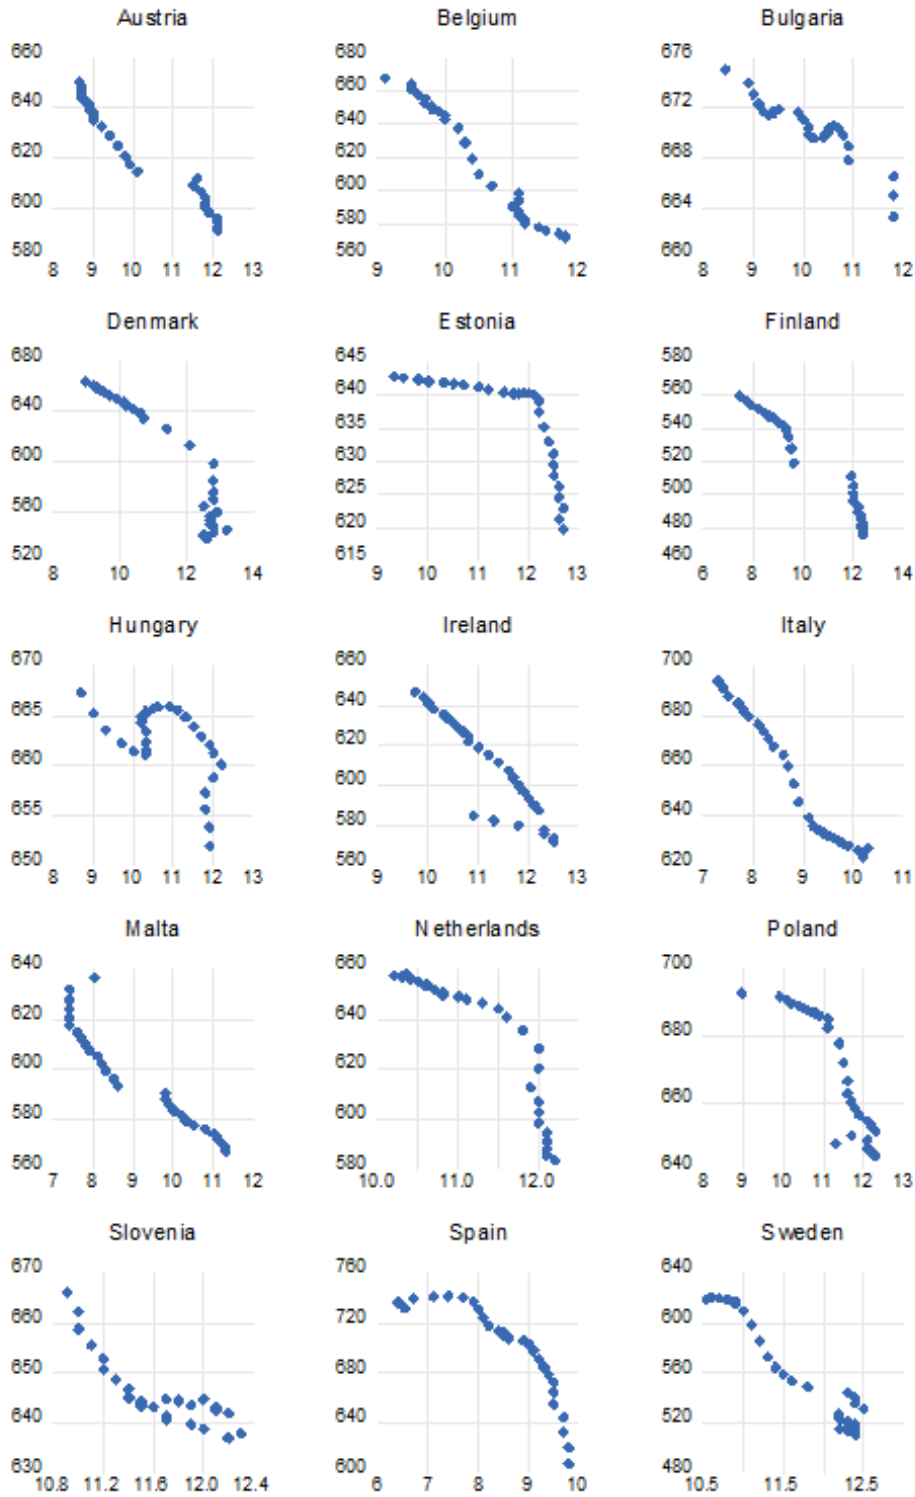 Austria Belgium Bulgaria
660 680 676
640 660 672
620 640 668
600 620 664
580 600 660
580
560
8 9 10 11 12 13 9 10 11 12 8 9 10 11 12
Denmark Estonia Finland
680 645 580
640 640 560
600 635 540
560 630 520
520 625 500
620 480
615 460
8 10 12 14 9 10 11 12 13 6 8 10 12 14
Hungary Ireland Italy
670 660 700
665 640 680
660 620 660
655 600 640
650 580 620
560
8 9 10 11 12 13 9 10 11 12 13 7 8 9 10 11
Malta Netherlands Poland
640 660 700
620 640 680
600 620 660
580 600 640
560 580
7 8 9 10 11 12 10.0 11.0 12.0 8 9 10 11 12 13
Slovenia Spain Sweden
670 760 640
660 720 600
650 680 560
640 640 520
630 600 480
10.8 11.2 11.6 12.0 12.4 6 7 8 9 10 10.5 11.5 12.5